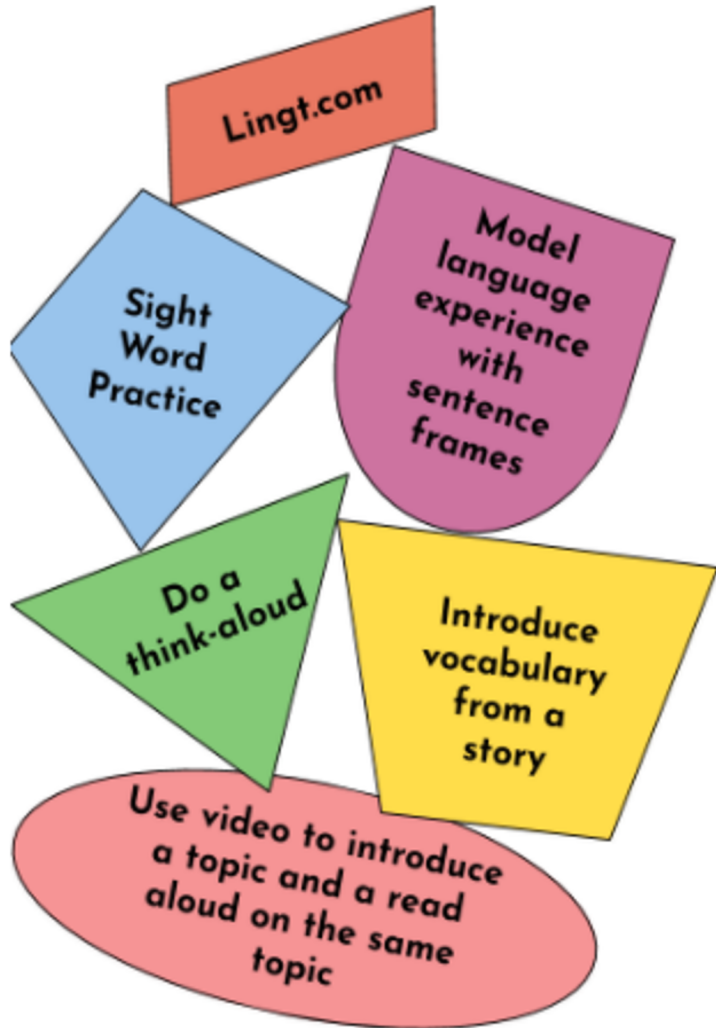 Lingt.com
Sight
Word
Practice
Model
language
experience
with
sentence
frames
Do a
think-aloud
Introduce
vocabulary
from a
story
Use video to introduce
a topic and a read
aloud on the same
topic